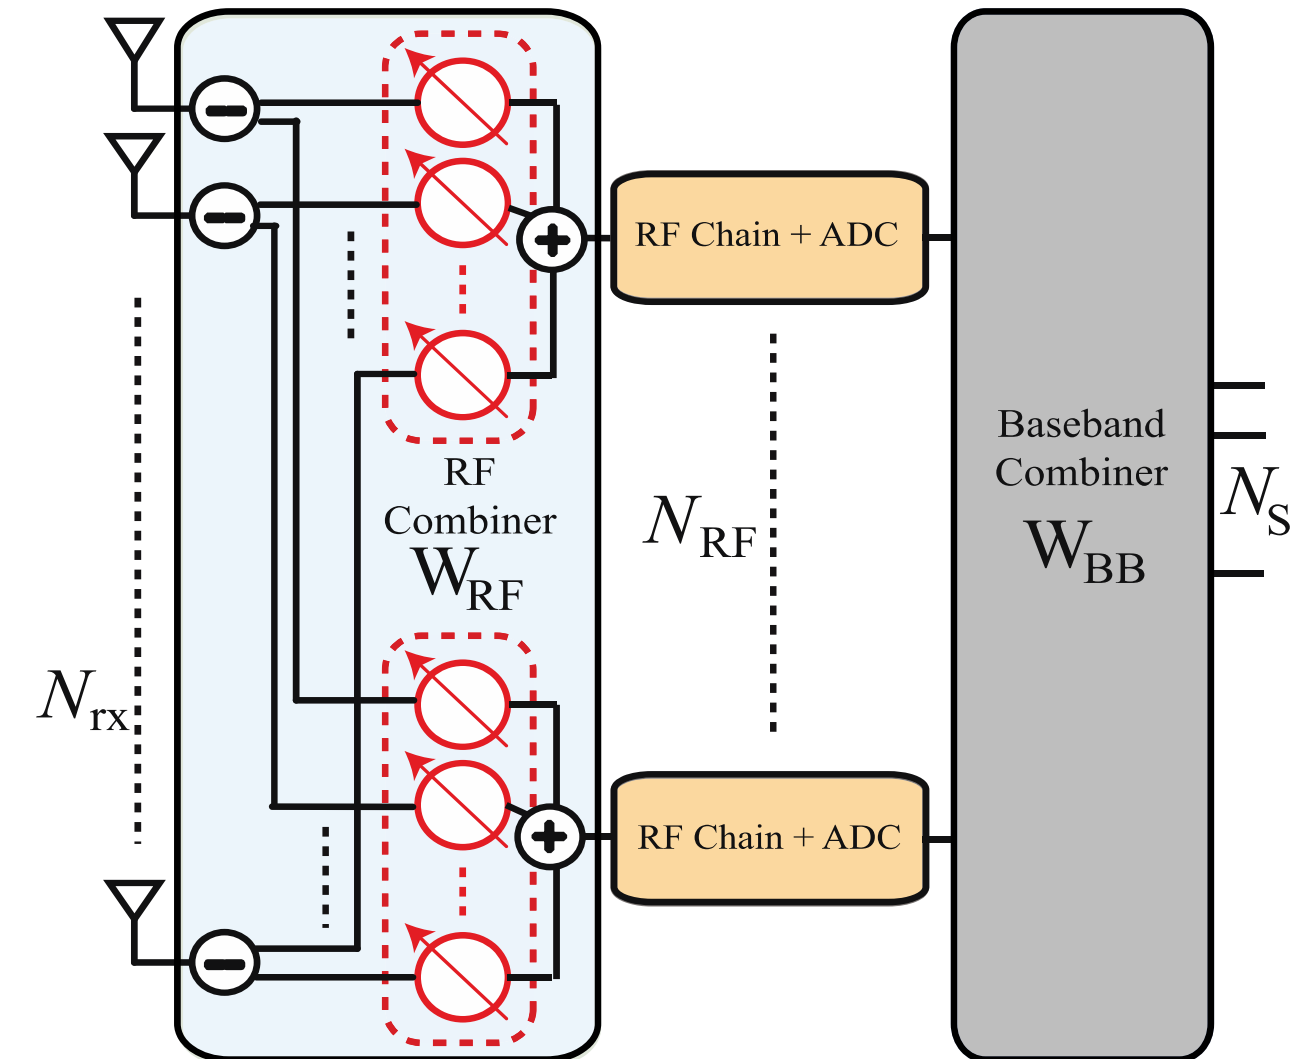 RF Chain + ADC
RF
Combiner
W_RF
N_rx
N_RF
RF Chain + ADC
Baseband
Combiner
W_BB
N_S